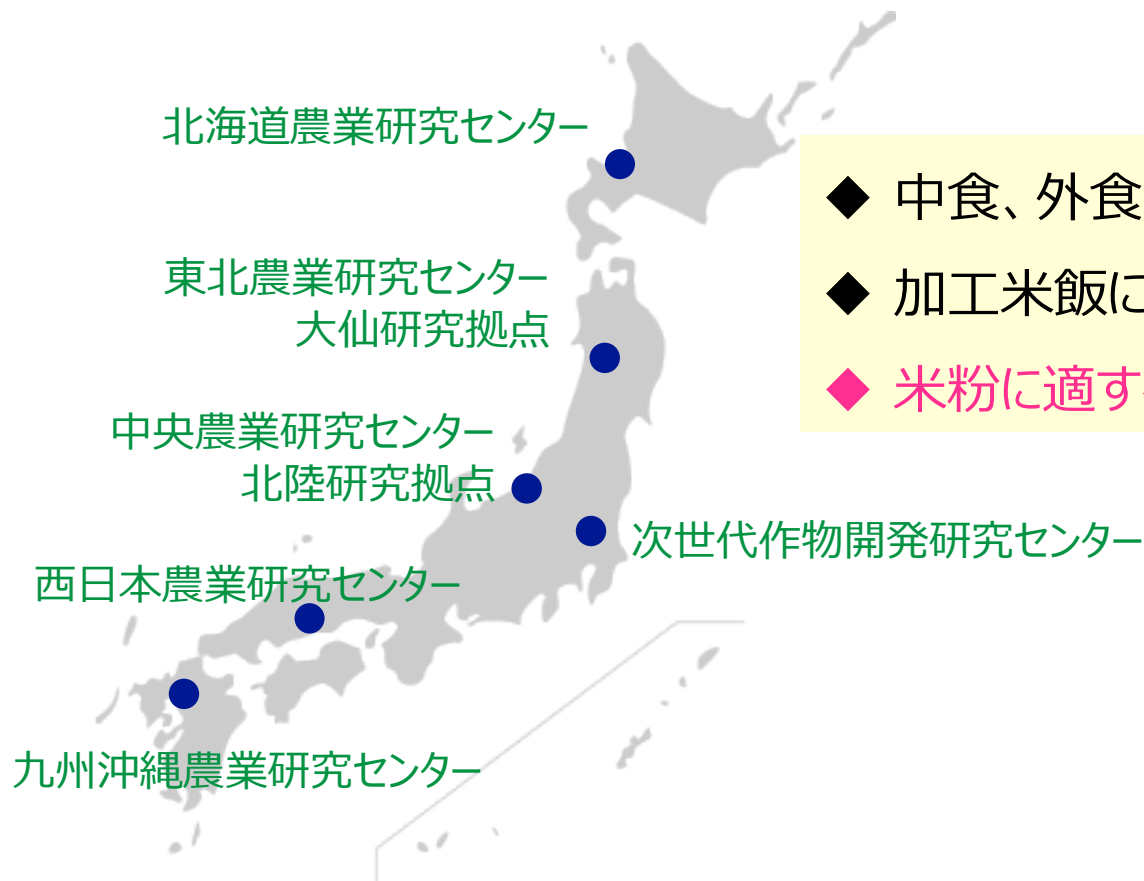 北海道農業研究センター
◆ 中食、外食
東北農業研究センター
大仙研究拠点
◆ 加工米飯に
◆ 米粉に適す
中央農業研究センター
北陸研究拠点
次世代作物開発研究センター
西日本農業研究センター
九州沖縄農業研究センター